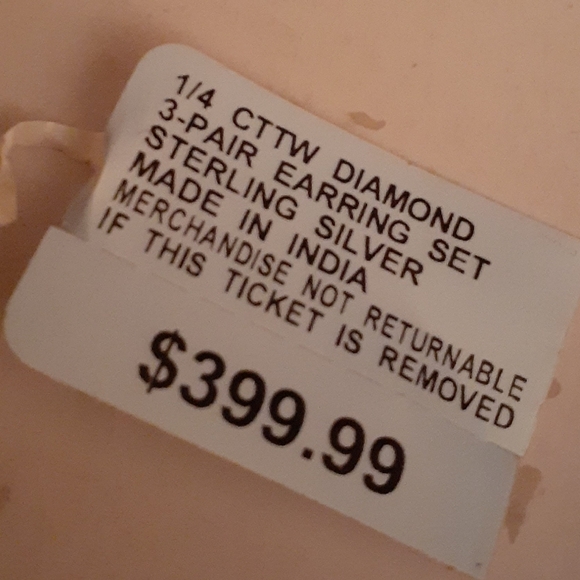 1/4 CTTW DIAMOND
3-PAIR EARRING SET
STERLING SILVER
MADE IN INDIA
MERCHANDISE NOT RETURNABLE
IF THIS TICKET IS REMOVED
$399.99